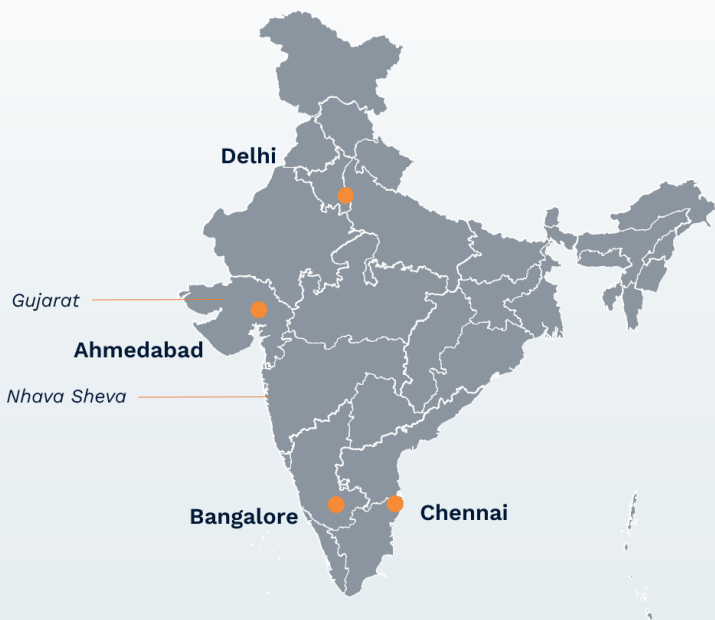 Delhi
Gujarat
Ahmedabad
Nhava Sheva
Bangalore
Chennai